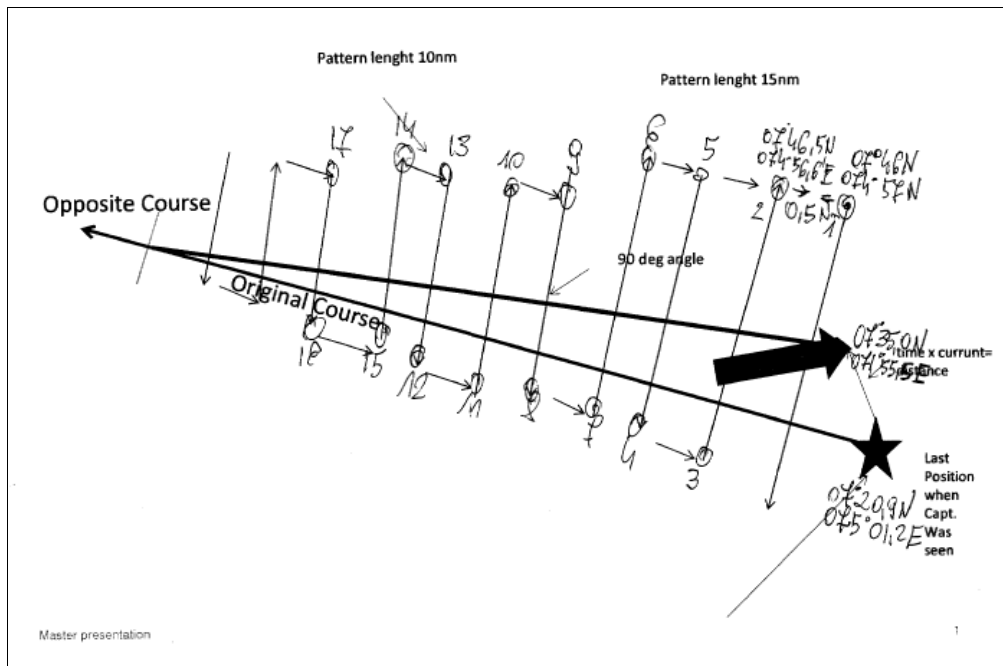 Pattern lenght 10nm
Pattern lenght 15nm
17
14
13
10
9
6
5
07°46,5N
074°56,6E
2
0,5N
07°46N
074°57N
1
Opposite Course
90 deg angle
Original Course
07°35,0N
time x currunt=
distance
15
12
11
7
4
3
Last
Position
when
Capt.
Was
seen
07°20,9N
075°01,2E
Master presentation
1